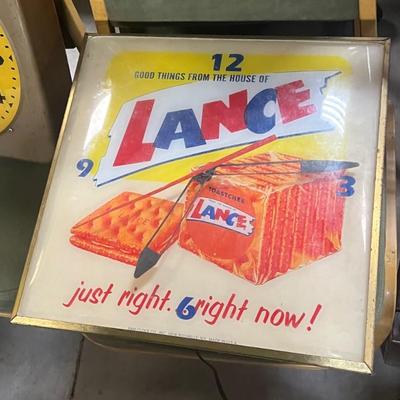 12
GOOD THINGS FROM THE HOUSE OF
LANCE
9
3
TOASTCHEE
LANCE
just right. 6 right now!